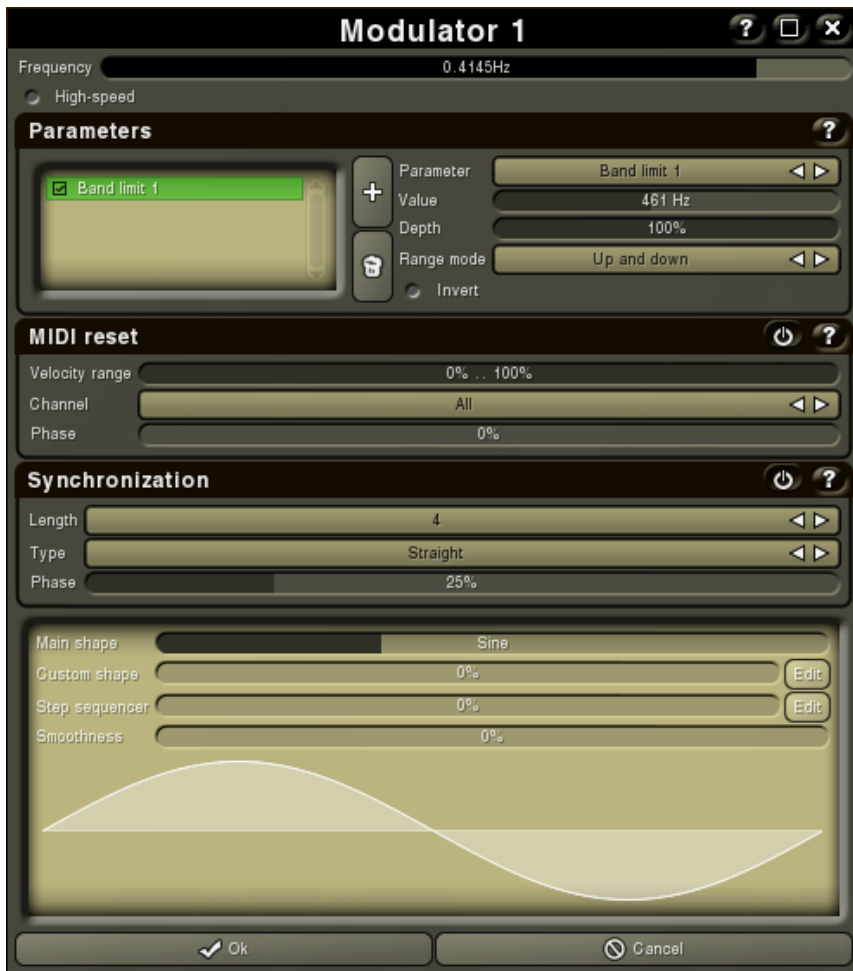 Modulator 1 ?
Frequency 0.4145Hz
High-speed
Parameters ?
Band limit 1
Parameter Band limit 1
Value 461 Hz
Depth 100%
Range mode Up and down
Invert
MIDI reset ?
Velocity range 0% .. 100%
Channel All
Phase 0%
Synchronization ?
Length 4
Type Straight
Phase 25%
Main shape Sine
Custom shape 0% Edit
Step sequencer 0% Edit
Smoothness 0%
Ok Cancel